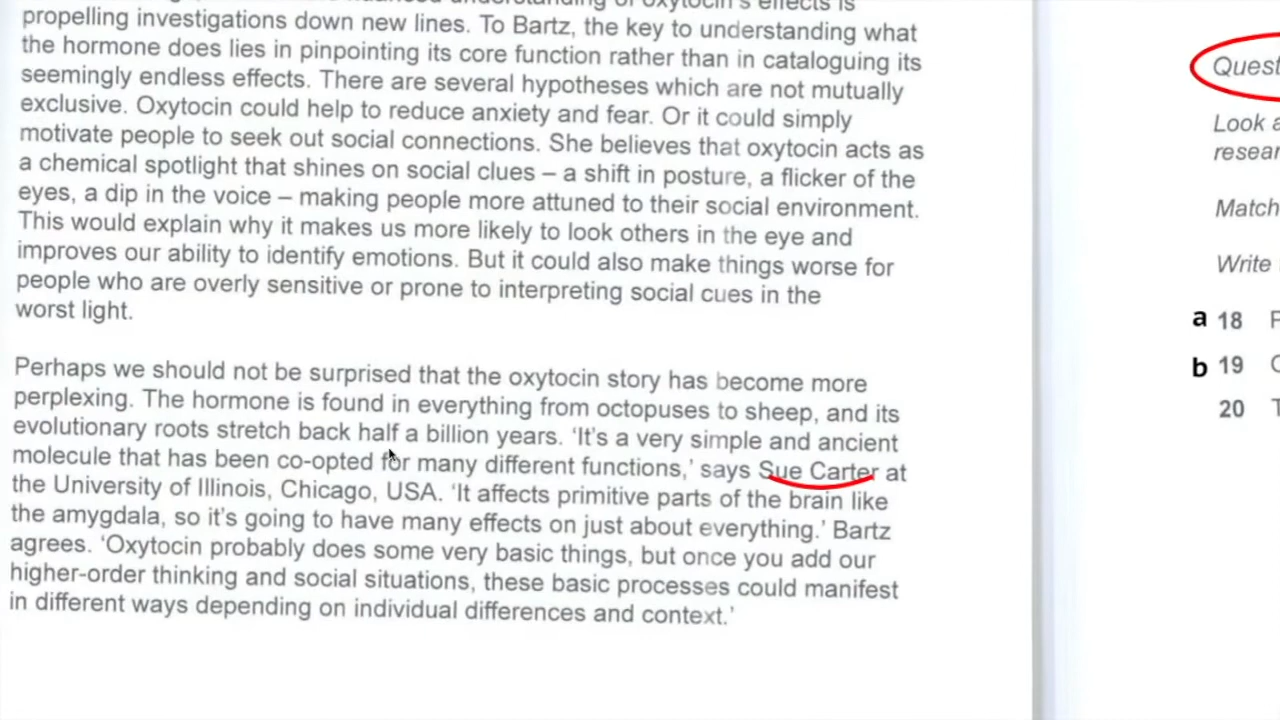 understanding of oxytocin's effects is
propelling investigations down new lines. To Bartz, the key to understanding what
the hormone does lies in pinpointing its core function rather than in cataloguing its
seemingly endless effects. There are several hypotheses which are not mutually
exclusive. Oxytocin could help to reduce anxiety and fear. Or it could simply
motivate people to seek out social connections. She believes that oxytocin acts as
a chemical spotlight that shines on social clues – a shift in posture, a flicker of the
eyes, a dip in the voice – making people more attuned to their social environment.
This would explain why it makes us more likely to look others in the eye and
improves our ability to identify emotions. But it could also make things worse for
people who are overly sensitive or prone to interpreting social cues in the
worst light.
Perhaps we should not be surprised that the oxytocin story has become more
perplexing. The hormone is found in everything from octopuses to sheep, and its
evolutionary roots stretch back half a billion years. ‘It's a very simple and ancient
molecule that has been co-opted for many different functions,’ says Sue Carter at
the University of Illinois, Chicago, USA. ‘It affects primitive parts of the brain like
the amygdala, so it's going to have many effects on just about everything.’ Bartz
agrees. ‘Oxytocin probably does some very basic things, but once you add our
higher-order thinking and social situations, these basic processes could manifest
in different ways depending on individual differences and context.’
Look
Match
Write
a 18
b 19
20